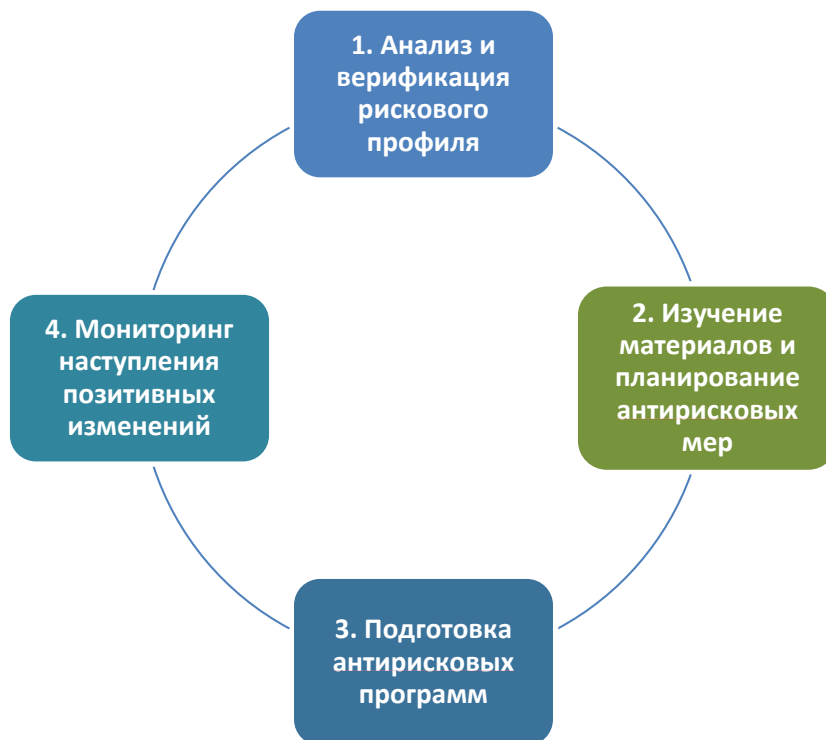 1. Анализ и
верификация
рискового
профиля
2. Изучение
материалов и
планирование
антирисковых
мер
3. Подготовка
антирисковых
программ
4. Мониторинг
наступления
позитивных
изменений